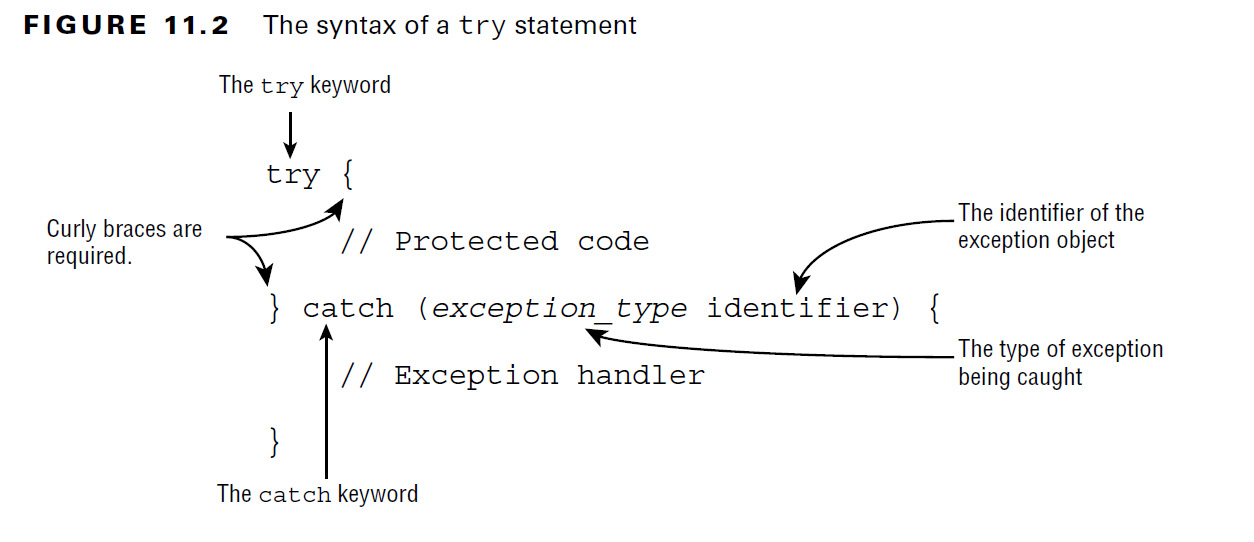 FIGURE 11.2 The syntax of a try statement
The try keyword
try {
Curly braces are
required.
// Protected code
The identifier of the
exception object
} catch (exception_type identifier) {
The type of exception
being caught
// Exception handler
}
The catch keyword